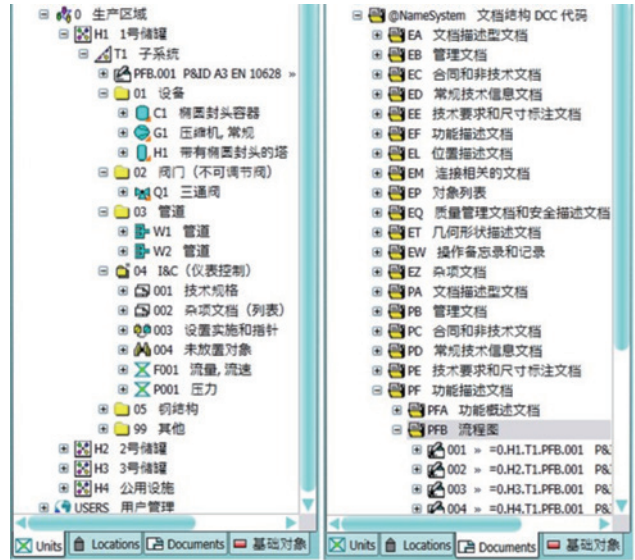 0 生产区域
H1 1号储罐
T1 子系统
PFB.001 P&ID A3 EN 10628 »
01 设备
C1 椭圆封头容器
G1 压缩机,常规
H1 带有椭圆封头的塔
02 阀门（不可调节阀）
Q1 三通阀
03 管道
W1 管道
W2 管道
04 I&C（仪表控制）
001 技术规格
002 杂项文档（列表）
003 设置实施和指针
004 未放置对象
F001 流量,流速
P001 压力
05 钢结构
99 其他
H2 2号储罐
H3 3号储罐
H4 公用设施
USERS 用户管理
Units Locations Documents 基础对象
@NameSystem 文档结构 DCC 代码
EA 文档描述型文档
EB 管理文档
EC 合同和非技术文档
ED 常规技术信息文档
EE 技术要求和尺寸标注文档
EF 功能描述文档
EL 位置描述文档
EM 连接相关的文档
EP 对象列表
EQ 质量管理文档和安全描述文档
ET 几何形状描述文档
EW 操作备忘录和记录
EZ 杂项文档
PA 文档描述型文档
PB 管理文档
PC 合同和非技术文档
PD 常规技术信息文档
PE 技术要求和尺寸标注文档
PF 功能描述文档
PFA 功能概述文档
PFB 流程图
001 » =0.H1.T1.PFB.001 P&
002 » =0.H2.T1.PFB.001 P&
003 » =0.H3.T1.PFB.001 P&
004 » =0.H4.T1.PFB.001 P&
Units Locations Documents 基础对象